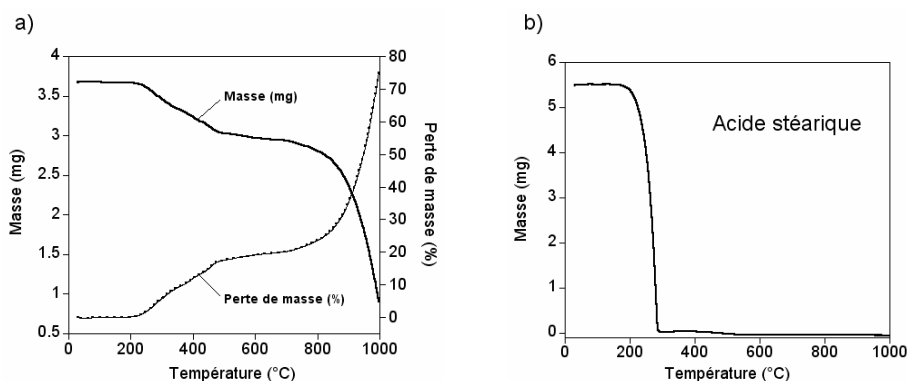 a)
4
3.5
3
2.5
2
1.5
1
0.5
Masse (mg)
80
70
60
50
40
30
20
10
0
Perte de masse (%)
Masse (mg)
Perte de masse (%)
0 200 400 600 800 1000
Température (°C)
b)
6
5
4
3
2
1
0
Masse (mg)
Acide stéarique
0 200 400 600 800 1000
Température (°C)